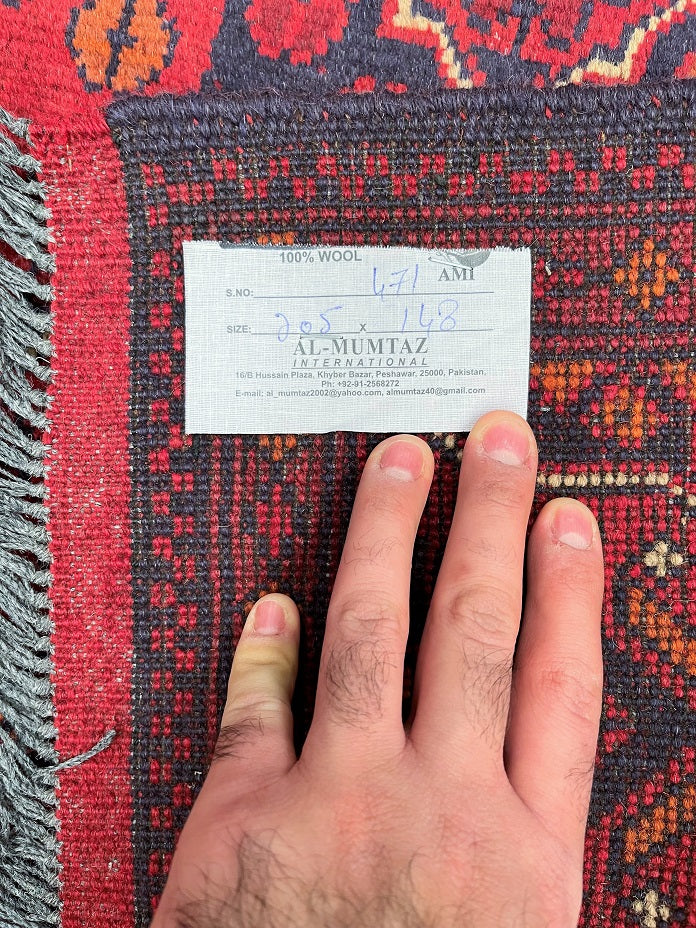 100% WOOL
AMI
S.NO: 471
SIZE: 205 x 148
AL-MUMTAZ
INTERNATIONAL
16/B Hussain Plaza, Khyber Bazar, Peshawar, 25000, Pakistan,
Ph: +92-91-2568272
E-mail: al_mumtaz2002@yahoo.com, almumtaz40@gmail.com